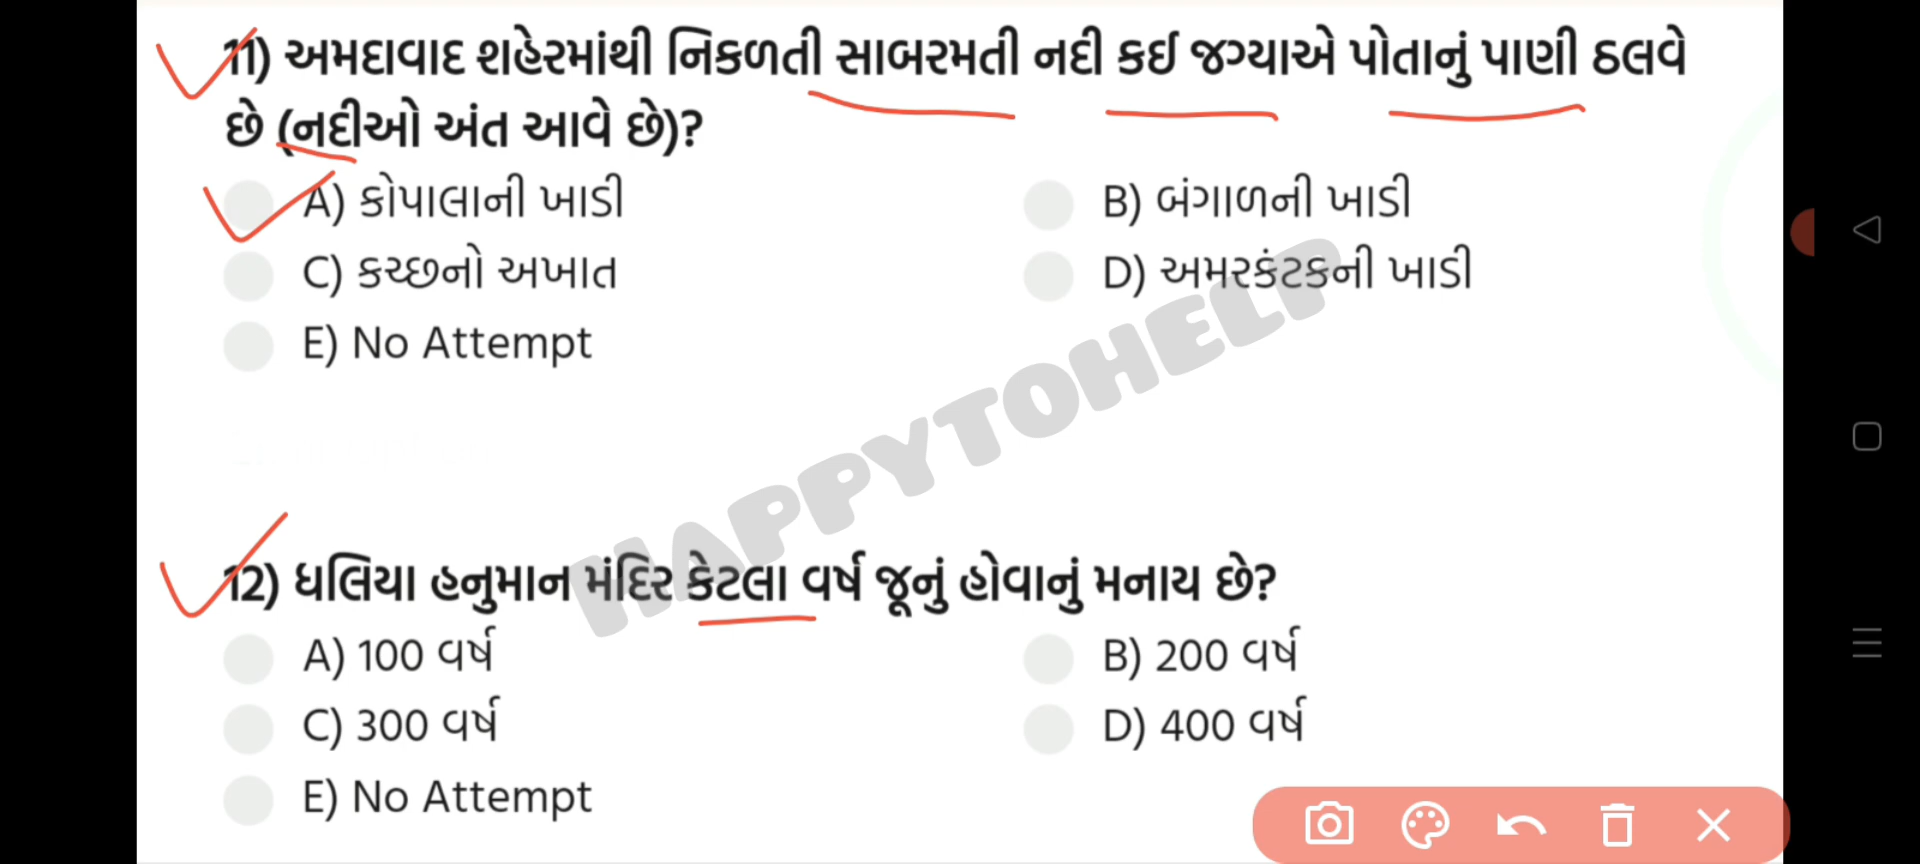 11) અમદાવાદ શહેરમાંથી નિકળતી સાબરમતી નદી કઈ જગ્યાએ પોતાનું પાણી ઠલવે
છે (નદીઓ અંત આવે છે)?
A) કોપાલાની ખાડી
B) બંગાળની ખાડી
C) કચ્છનો અખાત
D) અમરકંટકની ખાડી
E) No Attempt
HAPPYTOHELP
12) ધલિયા હનુમાન મંદિર કેટલા વર્ષ જૂનું હોવાનું મનાય છે?
A) 100 વર્ષ
B) 200 વર્ષ
C) 300 વર્ષ
D) 400 વર્ષ
E) No Attempt